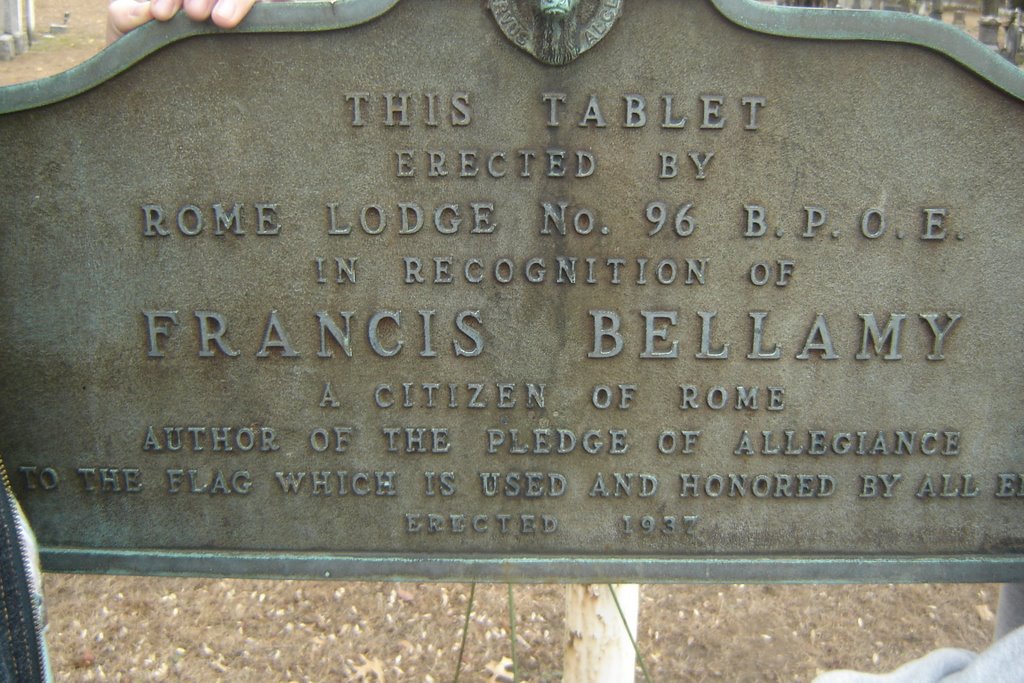 THIS TABLET
ERECTED BY
ROME LODGE No. 96 B.P.O.E.
IN RECOGNITION OF
FRANCIS BELLAMY
A CITIZEN OF ROME
AUTHOR OF THE PLEDGE OF ALLEGIANCE
TO THE FLAG WHICH IS USED AND HONORED BY ALL
ERECTED 1937